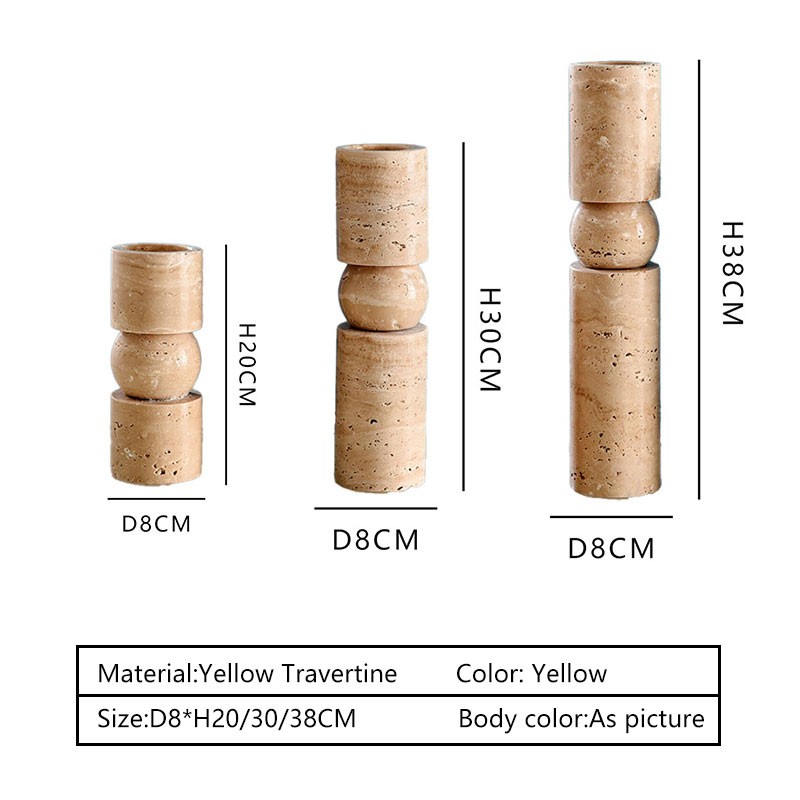 H20CM
H30CM
H38CM
D8CM
D8CM
D8CM
Material:Yellow Travertine Color: Yellow
Size:D8*H20/30/38CM Body color:As picture